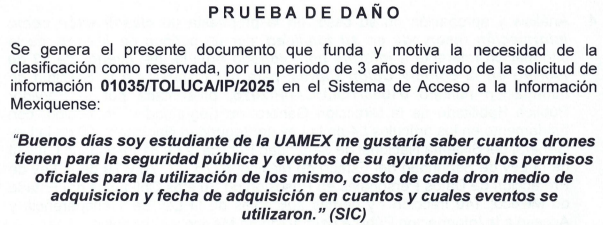 PRUEBA DE DAÑO
Se genera el presente documento que funda y motiva la necesidad de la
clasificación como reservada, por un periodo de 3 años derivado de la solicitud de
información 01035/TOLUCA/IP/2025 en el Sistema de Acceso a la Información
Mexiquense:
"Buenos días soy estudiante de la UAMEX me gustaría saber cuantos drones
tienen para la seguridad pública y eventos de su ayuntamiento los permisos
oficiales para la utilización de los mismo, costo de cada dron medio de
adquisicion y fecha de adquisición en cuantos y cuales eventos se
utilizaron." (SIC)